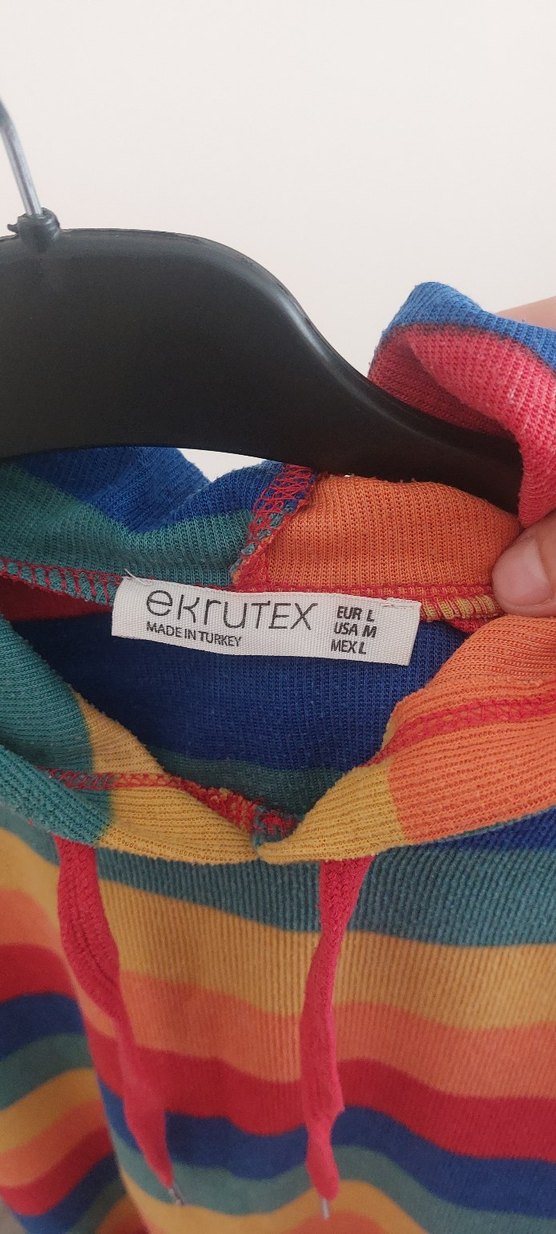 eKruTEX
MADE IN TURKEY
EUR L
USA M
MEX L